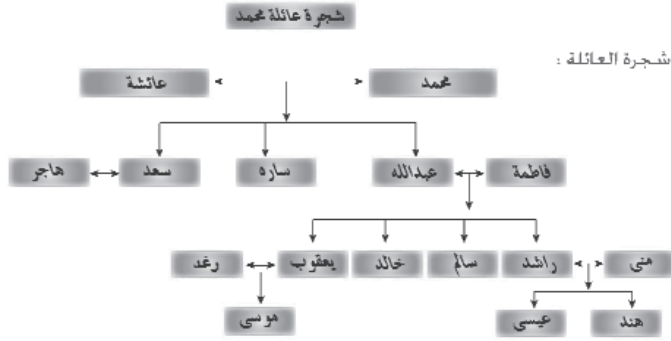 شجرة عائلة محمد
شجرة العائلة :
محمد
عائشة
فاطمة
عبدالله
ساره
سعد
هاجر
منى
راشد
سالم
خالد
يعقوب
رغد
هند
عيسى
موسى